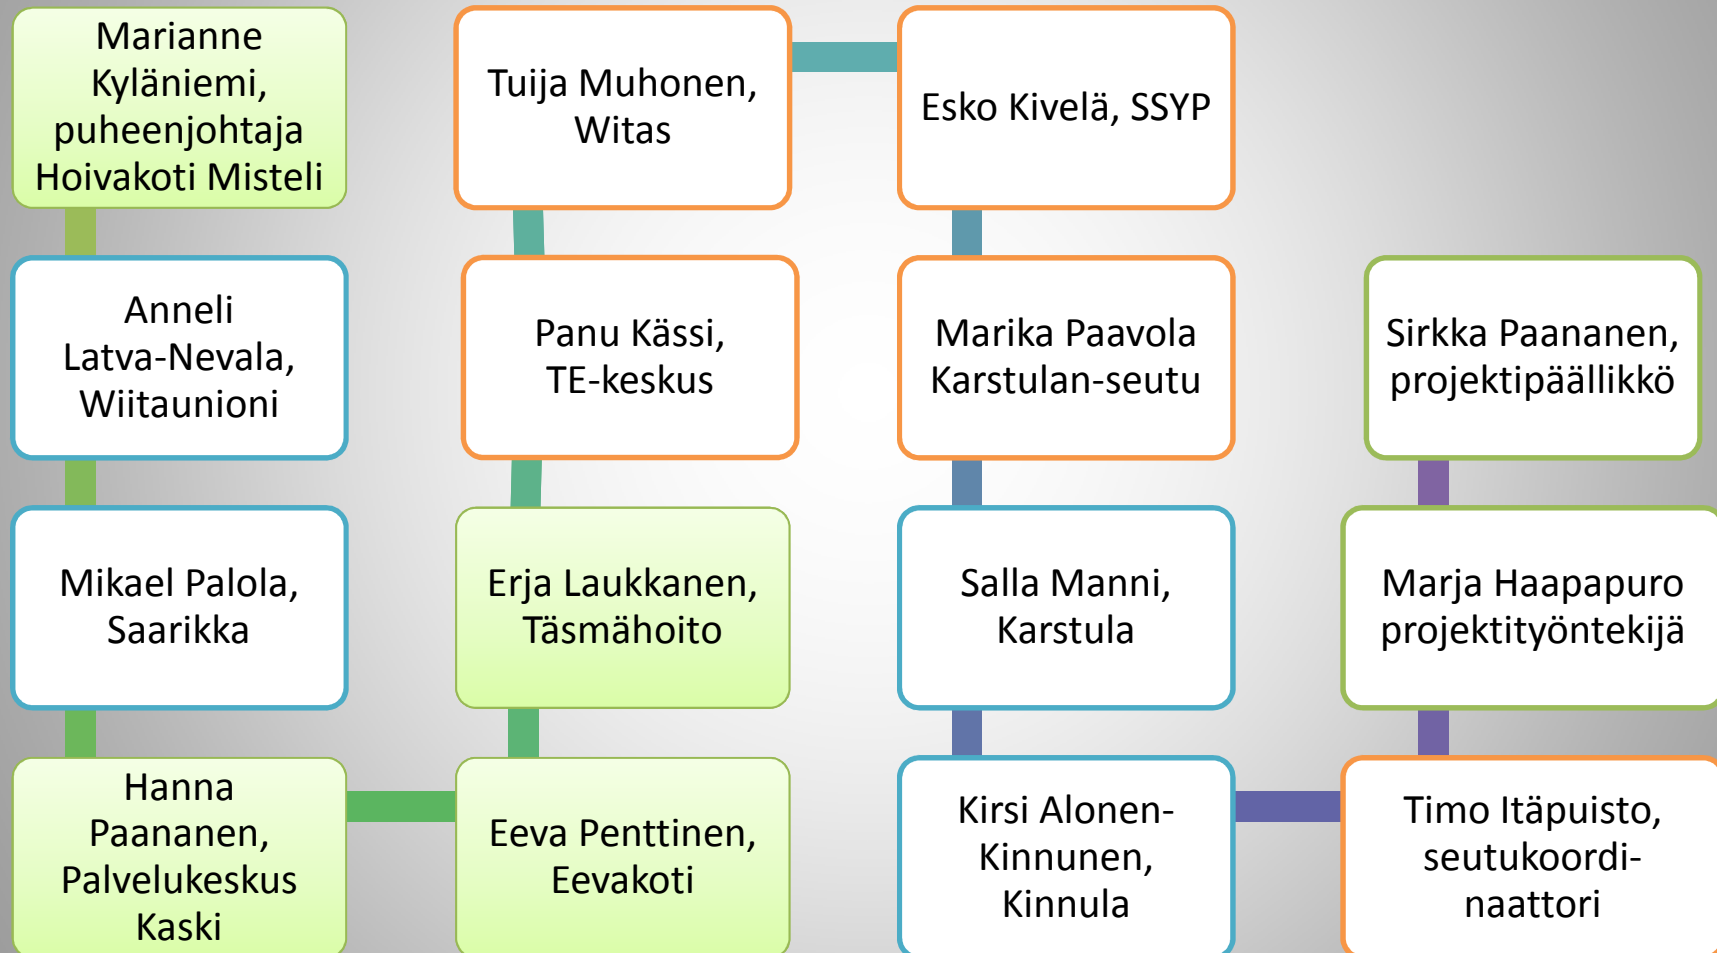 Marianne
Kyläniemi,
puheenjohtaja
Hoivakoti Misteli
Anneli
Latva-Nevala,
Wiitaunioni
Mikael Palola,
Saarikka
Hanna
Paananen,
Palvelukeskus
Kaski
Eeva Penttinen,
Eevakoti
Erja Laukkanen,
Täsmähoito
Panu Kässi,
TE-keskus
Tuija Muhonen,
Witas
Esko Kivelä, SSYP
Marika Paavola
Karstulan-seutu
Salla Manni,
Karstula
Kirsi Alonen-
Kinnunen,
Kinnula
Timo Itäpuisto,
seutukoordi-
naattori
Marja Haapapuro
projektityöntekijä
Sirkka Paananen,
projektipäällikkö